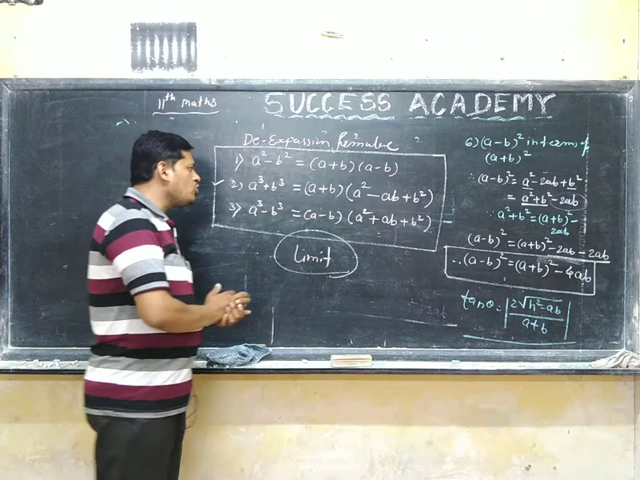 11th maths
SUCCESS ACADEMY
De-Expassion Formulae
1) a² - b² = (a+b) (a-b)
2) a³ + b³ = (a+b) (a² - ab + b²)
3) a³ - b³ = (a-b) (a² + ab + b²)
Limit
6) (a-b)² in terms of
(a+b)²
∴ (a-b)² = a² - 2ab + b²
= a² + b² - 2ab
∴ a² + b² = (a+b)² -
2ab
(a-b)² = (a+b)² - 2ab - 2ab
∴ (a-b)² = (a+b)² - 4ab
tan θ = |2√h² - ab / a+b|